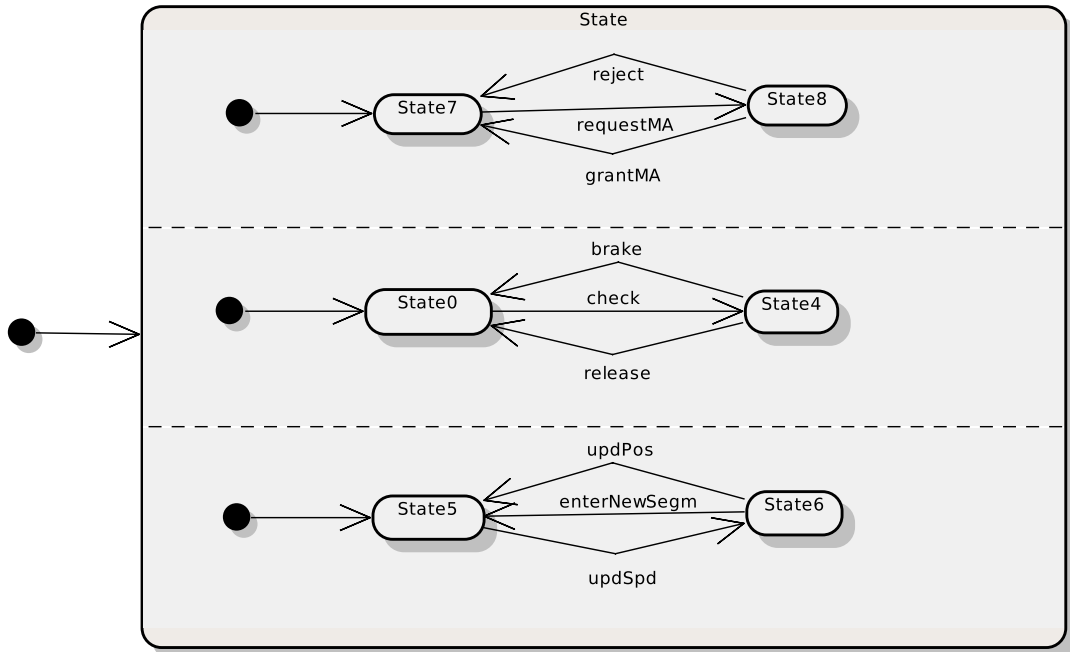 State
reject
State7
State8
requestMA
grantMA
brake
State0
check
State4
release
updPos
enterNewSegm
State5
State6
updSpd